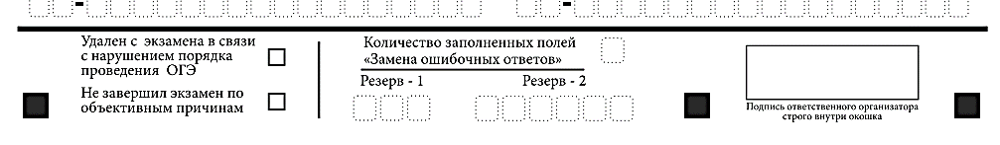 Удален с экзамена в связи
с нарушением порядка
проведения ОГЭ
Не завершил экзамен по
объективным причинам
Количество заполненных полей
«Замена ошибочных ответов»
Резерв - 1 Резерв - 2
Подпись ответственного организатора
строго внутри окошка